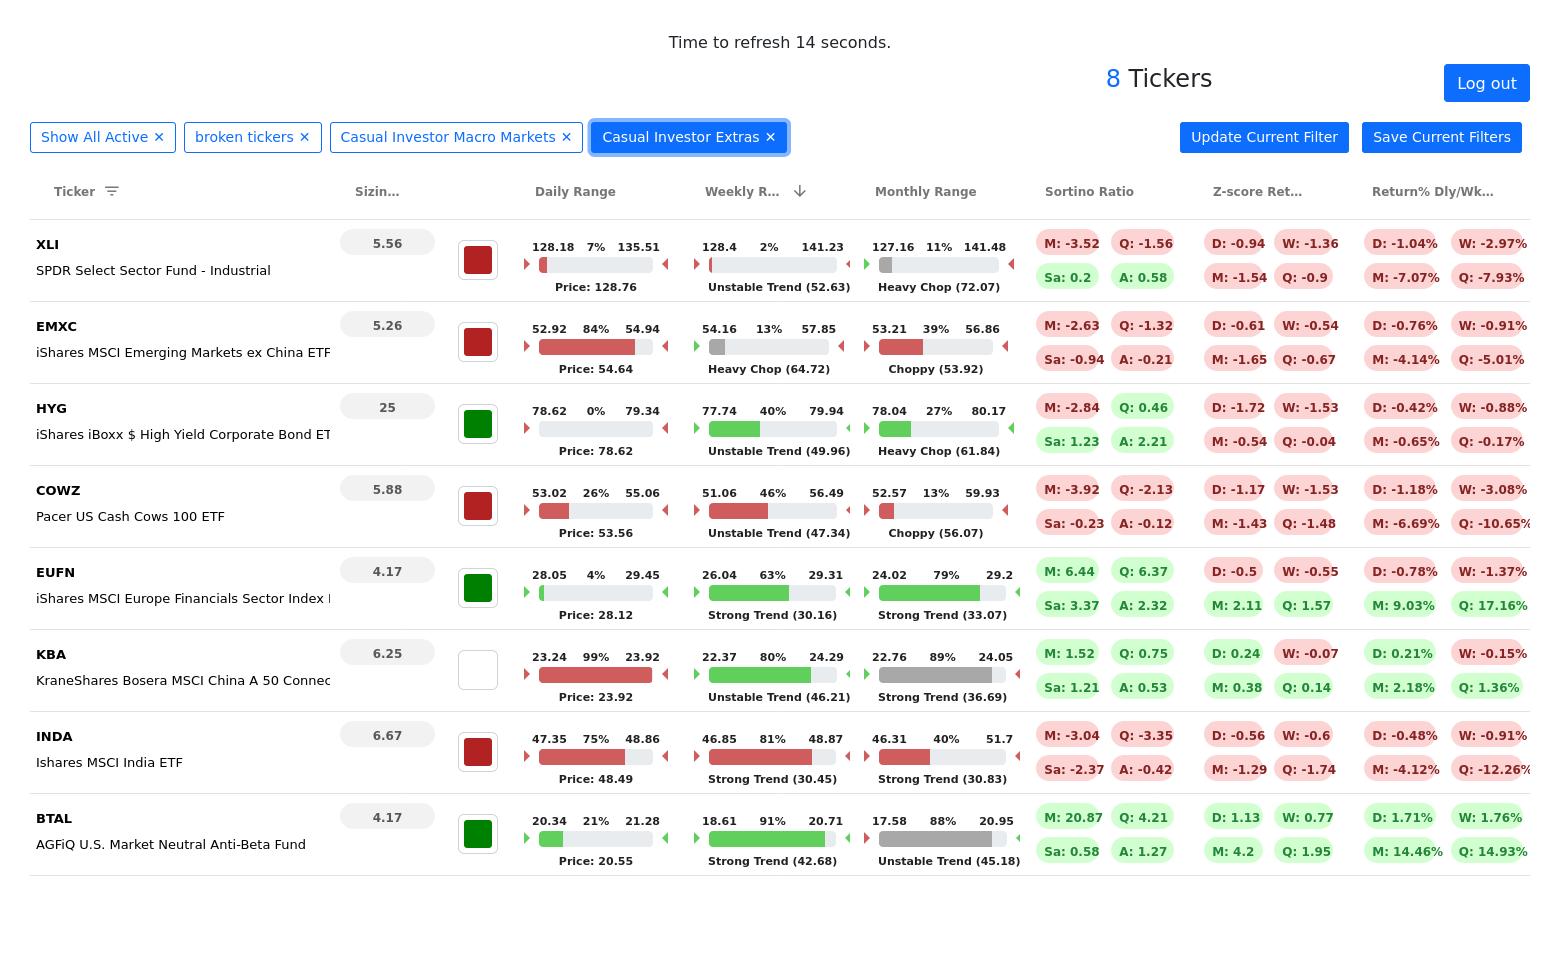 Time to refresh 14 seconds.
8 Tickers
Log out
Show All Active ✕ broken tickers ✕ Casual Investor Macro Markets ✕ Casual Investor Extras ✕ Update Current Filter Save Current Filters
Ticker Sizin... Daily Range Weekly R... Monthly Range Sortino Ratio Z-score Ret... Return% Dly/Wk...
XLI 5.56 128.18 7% 135.51 128.4 2% 141.23 127.16 11% 141.48 M: -3.52 Q: -1.56 D: -0.94 W: -1.36 D: -1.04% W: -2.97%
SPDR Select Sector Fund - Industrial Sa: 0.2 A: 0.58 M: -1.54 Q: -0.9 M: -7.07% Q: -7.93%
Price: 128.76 Unstable Trend (52.63) Heavy Chop (72.07)
EMXC 5.26 52.92 84% 54.94 54.16 13% 57.85 53.21 39% 56.86 M: -2.63 Q: -1.32 D: -0.61 W: -0.54 D: -0.76% W: -0.91%
iShares MSCI Emerging Markets ex China ETF Sa: -0.94 A: -0.21 M: -1.65 Q: -0.67 M: -4.14% Q: -5.01%
Price: 54.64 Heavy Chop (64.72) Choppy (53.92)
HYG 25 78.62 0% 79.34 77.74 40% 79.94 78.04 27% 80.17 M: -2.84 Q: 0.46 D: -1.72 W: -1.53 D: -0.42% W: -0.88%
iShares iBoxx $ High Yield Corporate Bond ET Sa: 1.23 A: 2.21 M: -0.54 Q: -0.04 M: -0.65% Q: -0.17%
Price: 78.62 Unstable Trend (49.96) Heavy Chop (61.84)
COWZ 5.88 53.02 26% 55.06 51.06 46% 56.49 52.57 13% 59.93 M: -3.92 Q: -2.13 D: -1.17 W: -1.53 D: -1.18% W: -3.08%
Pacer US Cash Cows 100 ETF Sa: -0.23 A: -0.12 M: -1.43 Q: -1.48 M: -6.69% Q: -10.65%
Price: 53.56 Unstable Trend (47.34) Choppy (56.07)
EUFN 4.17 28.05 4% 29.45 26.04 63% 29.31 24.02 79% 29.2 M: 6.44 Q: 6.37 D: -0.5 W: -0.55 D: -0.78% W: -1.37%
iShares MSCI Europe Financials Sector Index Sa: 3.37 A: 2.32 M: 2.11 Q: 1.57 M: 9.03% Q: 17.16%
Price: 28.12 Strong Trend (30.16) Strong Trend (33.07)
KBA 6.25 23.24 99% 23.92 22.37 80% 24.29 22.76 89% 24.05 M: 1.52 Q: 0.75 D: 0.24 W: -0.07 D: 0.21% W: -0.15%
KraneShares Bosera MSCI China A 50 Connec Sa: 1.21 A: 0.53 M: 0.38 Q: 0.14 M: 2.18% Q: 1.36%
Price: 23.92 Unstable Trend (46.21) Strong Trend (36.69)
INDA 6.67 47.35 75% 48.86 46.85 81% 48.87 46.31 40% 51.7 M: -3.04 Q: -3.35 D: -0.56 W: -0.6 D: -0.48% W: -0.91%
Ishares MSCI India ETF Sa: -2.37 A: -0.42 M: -1.29 Q: -1.74 M: -4.12% Q: -12.26%
Price: 48.49 Strong Trend (30.45) Strong Trend (30.83)
BTAL 4.17 20.34 21% 21.28 18.61 91% 20.71 17.58 88% 20.95 M: 20.87 Q: 4.21 D: 1.13 W: 0.77 D: 1.71% W: 1.76%
AGFiQ U.S. Market Neutral Anti-Beta Fund Sa: 0.58 A: 1.27 M: 4.2 Q: 1.95 M: 14.46% Q: 14.93%
Price: 20.55 Strong Trend (42.68) Unstable Trend (45.18)